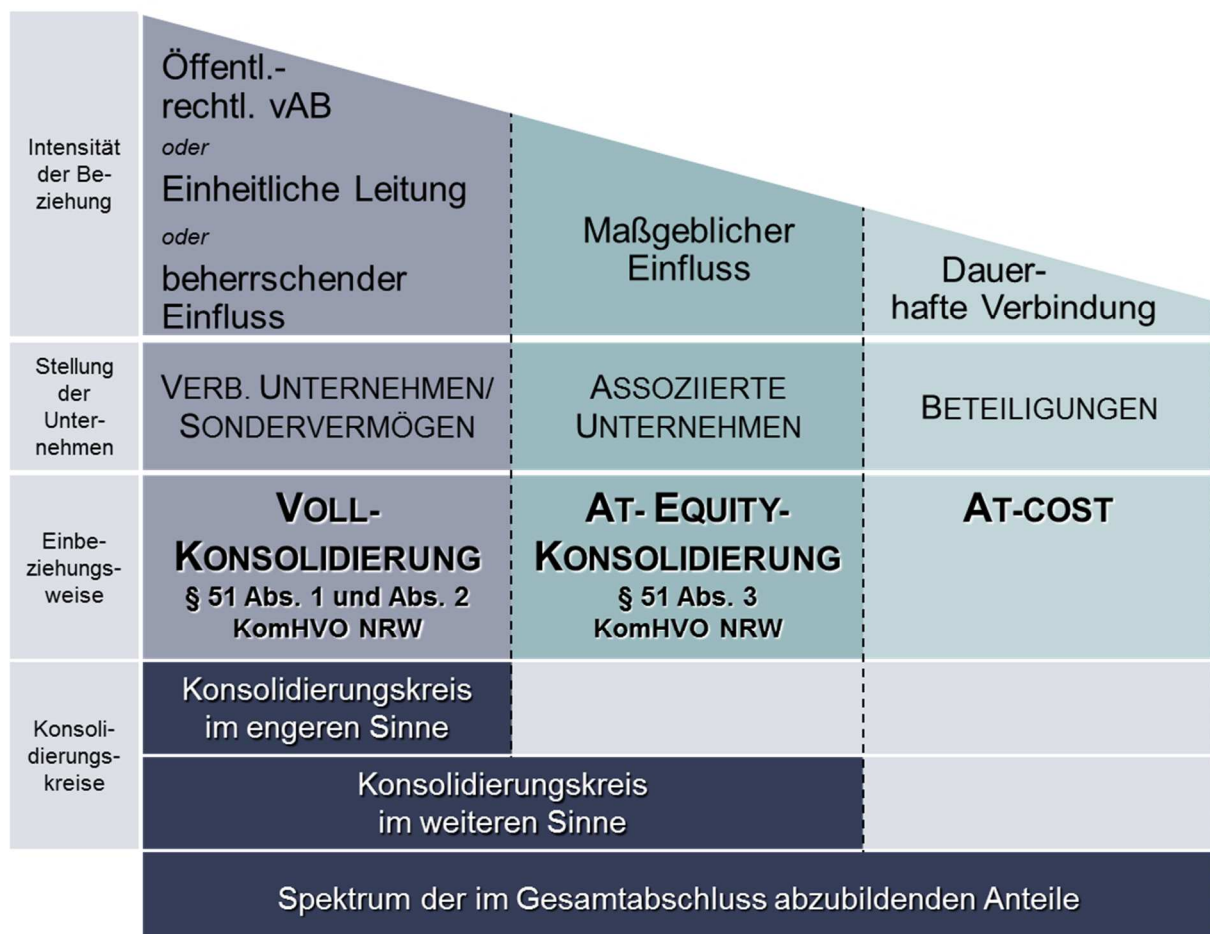 Intensität
der Be-
ziehung
Öffentl.-
rechtl. vAB
oder
Einheitliche Leitung
oder
beherrschender
Einfluss
Maßgeblicher
Einfluss
Dauer-
hafte Verbindung
Stellung
der
Unter-
nehmen
VERB. UNTERNEHMEN/
SONDERVERMÖGEN
ASSOZIIERTE
UNTERNEHMEN
BETEILIGUNGEN
Einbe-
ziehungs-
weise
VOLL-
KONSOLIDIERUNG
§ 51 Abs. 1 und Abs. 2
KomHVO NRW
AT- EQUITY-
KONSOLIDIERUNG
§ 51 Abs. 3
KomHVO NRW
AT-COST
Konsoli-
dierungs-
kreise
Konsolidierungskreis
im engeren Sinne
Konsolidierungskreis
im weiteren Sinne
Spektrum der im Gesamtabschluss abzubildenden Anteile